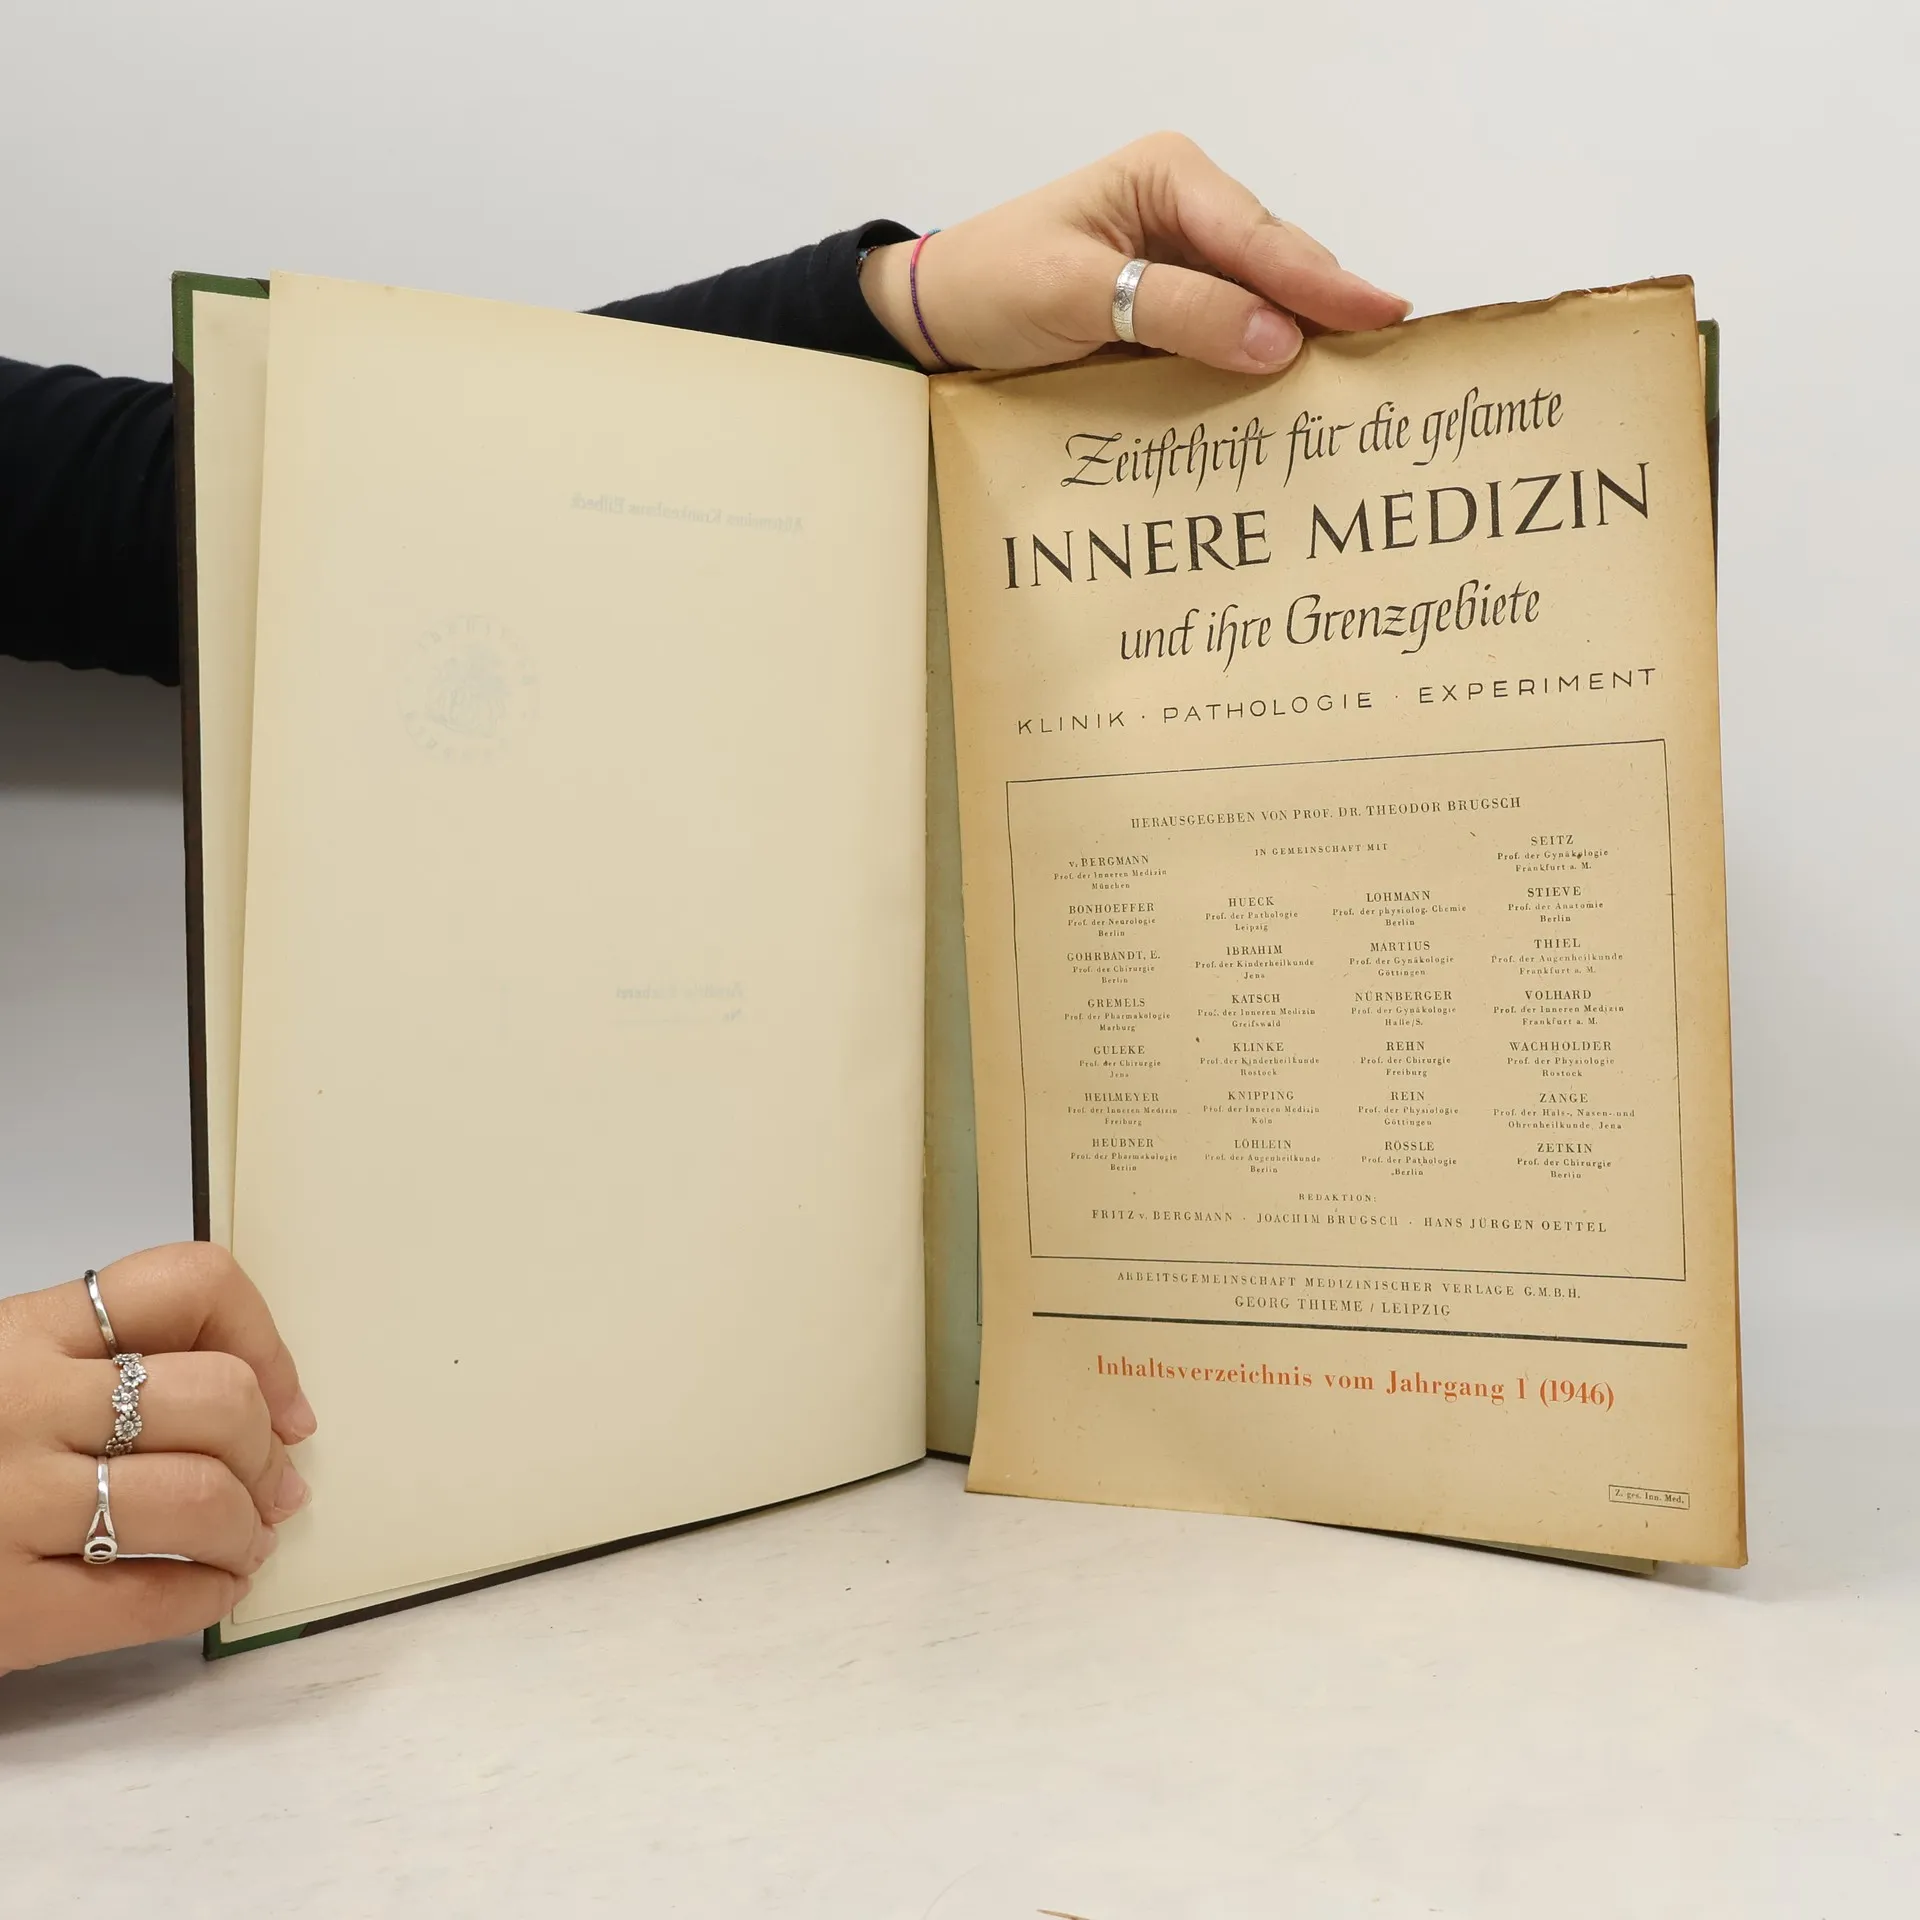 Allgemeines Krankenhaus Eilbeck
Zeitschrift für die gesamte
INNERE MEDIZIN
und ihre Grenzgebiete
KLINIK · PATHOLOGIE · EXPERIMENT
HERAUSGEGEBEN VON PROF. DR. THEODOR BRUGSCH
IN GEMEINSCHAFT MIT
v. BERGMANN
Prof. der Inneren Medizin
München
BONHOEFFER
Prof. der Neurologie
Berlin
GOHRBANDT, E.
Prof. der Chirurgie
Berlin
GREMELS
Prof. der Pharmakologie
Marburg
GULEKE
Prof. der Chirurgie
Jena
HEILMEYER
Prof. der Inneren Medizin
Freiburg
HEUBNER
Prof. der Pharmakologie
Berlin
HUECK
Prof. der Pathologie
Leipzig
IBRAHIM
Prof. der Kinderheilkunde
Jena
KATSCH
Prof. der Inneren Medizin
Greifswald
KLINKE
Prof. der Kinderheilkunde
Rostock
KNIPPING
Prof. der Inneren Medizin
Köln
LÖHLEIN
Prof. der Augenheilkunde
Berlin
LOHMANN
Prof. der physiolog. Chemie
Berlin
MARTIUS
Prof. der Gynäkologie
Göttingen
NÜRNBERGER
Prof. der Gynäkologie
Halle/S.
REHN
Prof. der Chirurgie
Freiburg
REIN
Prof. der Physiologie
Göttingen
RÖSSLE
Prof. der Pathologie
Berlin
SEITZ
Prof. der Gynäkologie
Frankfurt a. M.
STIEVE
Prof. der Anatomie
Berlin
THIEL
Prof. der Augenheilkunde
Frankfurt a. M.
VOLHARD
Prof. der Inneren Medizin
Frankfurt a. M.
WACHHOLDER
Prof. der Physiologie
Rostock
ZANGE
Prof. der Hals-, Nasen- und
Ohrenheilkunde, Jena
ZETKIN
Prof. der Chirurgie
Berlin
REDAKTION:
FRITZ v. BERGMANN · JOACHIM BRUGSCH · HANS JÜRGEN OETTEL
ARBEITSGEMEINSCHAFT MEDIZINISCHER VERLAGE G.M.B.H.
GEORG THIEME / LEIPZIG
Inhaltsverzeichnis vom Jahrgang 1 (1946)
Z. ges. Inn. Med.